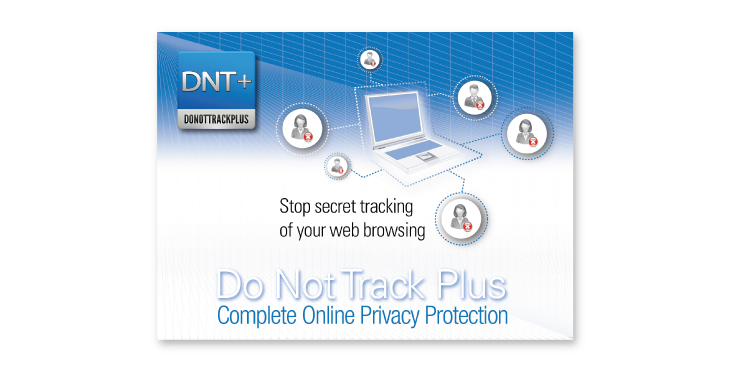 DNT+
DONOTTRACKPLUS
Stop secret tracking
of your web browsing
Do Not Track Plus
Complete Online Privacy Protection